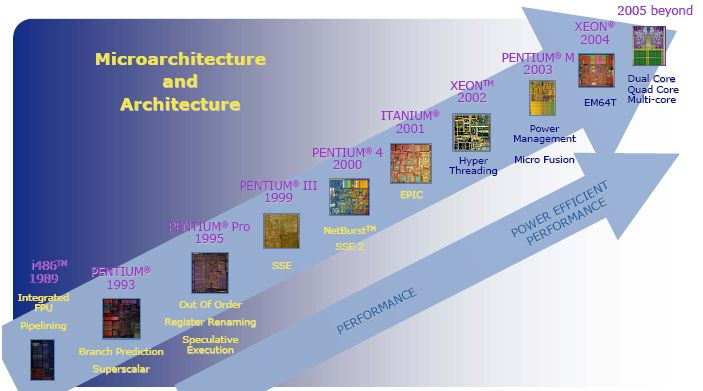 Microarchitecture
and
Architecture
i486™
1989
Integrated
FPU
Pipelining
PENTIUM®
1993
Branch Prediction
Superscalar
PENTIUM® Pro
1995
Out Of Order
Register Renaming
Speculative
Execution
PENTIUM® III
1999
SSE
PENTIUM® 4
2000
NetBurst™
SSE 2
ITANIUM®
2001
EPIC
XEON™
2002
Hyper
Threading
PENTIUM® M
2003
Power
Management
Micro Fusion
XEON®
2004
EM64T
2005 beyond
Dual Core
Quad Core
Multi-core
PERFORMANCE
POWER EFFICIENT
PERFORMANCE